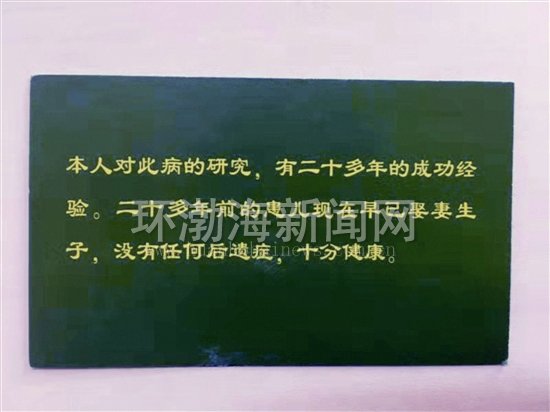 本人对此病的研究，有二十多年的成功经
验。二十多年前的患儿现在早已娶妻生
子，没有任何后遗症，十分健康。
环渤海新闻网